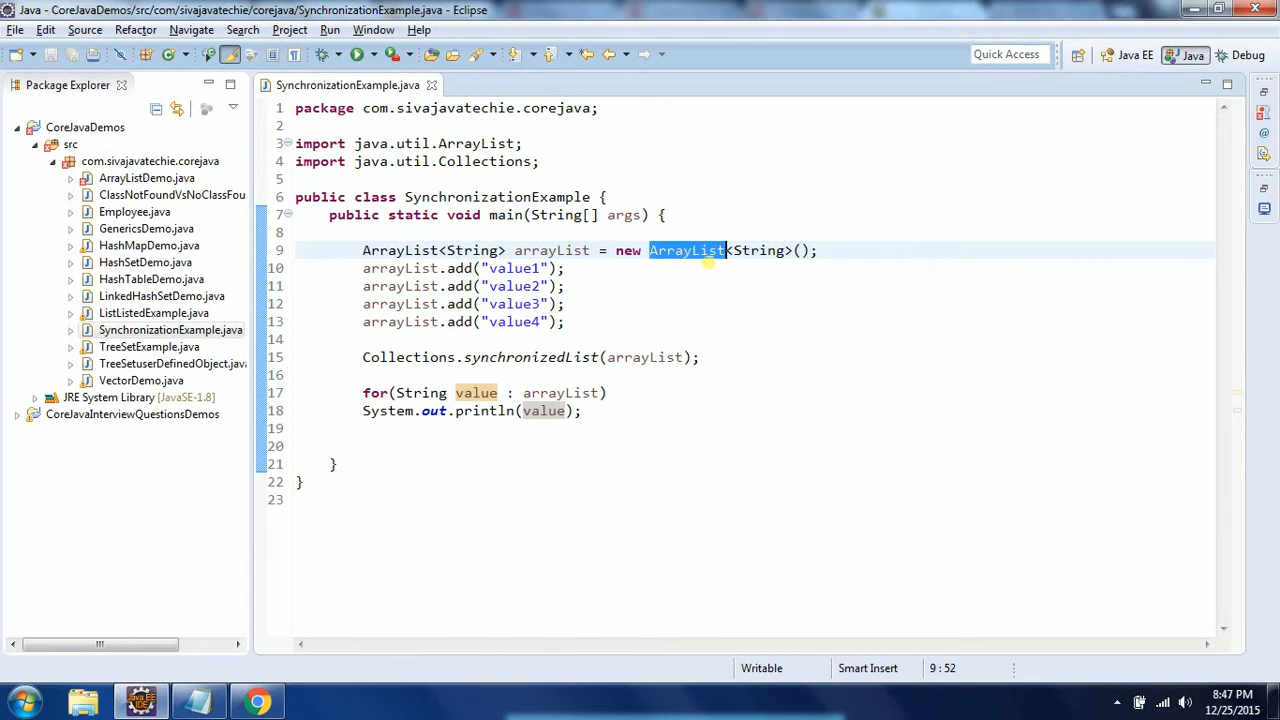 Java - CoreJavaDemos/src/com/sivajavatechie/corejava/SynchronizationExample.java - Eclipse
File Edit Source Refactor Navigate Search Project Run Window Help
Quick Access
Java EE
Java
Debug
Package Explorer
CoreJavaDemos
src
com.sivajavatechie.corejava
ArrayListDemo.java
ClassNotFoundVsNoClassFou
Employee.java
GenericsDemo.java
HashMapDemo.java
HashSetDemo.java
HashTableDemo.java
LinkedHashSetDemo.java
ListListedExample.java
SynchronizationExample.java
TreeSetExample.java
TreeSetuserDefinedObject.java
VectorDemo.java
JRE System Library [JavaSE-1.8]
CoreJavaInterviewQuestionsDemos
SynchronizationExample.java
1 package com.sivajavatechie.corejava;
2
3 import java.util.ArrayList;
4 import java.util.Collections;
5
6 public class SynchronizationExample {
7 public static void main(String[] args) {
8
9 ArrayList<String> arrayList = new ArrayList<String>();
10 arrayList.add("value1");
11 arrayList.add("value2");
12 arrayList.add("value3");
13 arrayList.add("value4");
14
15 Collections.synchronizedList(arrayList);
16
17 for(String value : arrayList)
18 System.out.println(value);
19
20
21 }
22 }
23
Writable
Smart Insert
9 : 52
Java EE
IDE
8:47 PM
12/25/2015